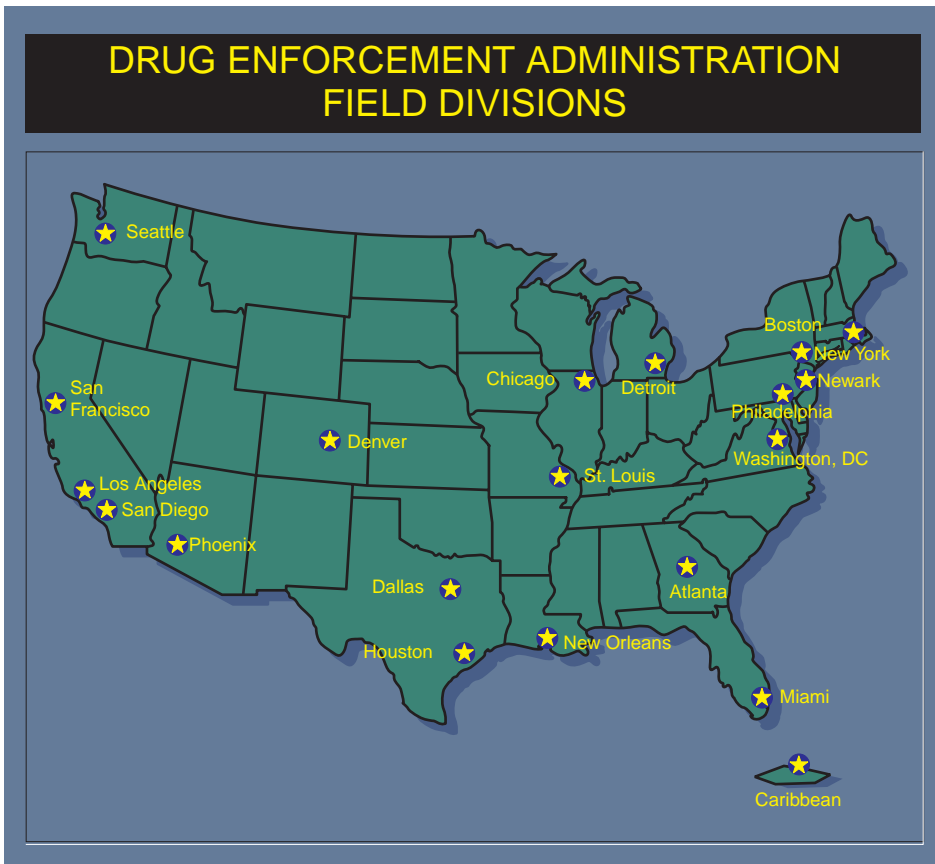 DRUG ENFORCEMENT ADMINISTRATION
FIELD DIVISIONS
Seattle
Boston
New York
Chicago
Detroit
Newark
San
Francisco
Philadelphia
Denver
Washington, DC
St. Louis
Los Angeles
San Diego
Phoenix
Dallas
Atlanta
New Orleans
Houston
Miami
Caribbean